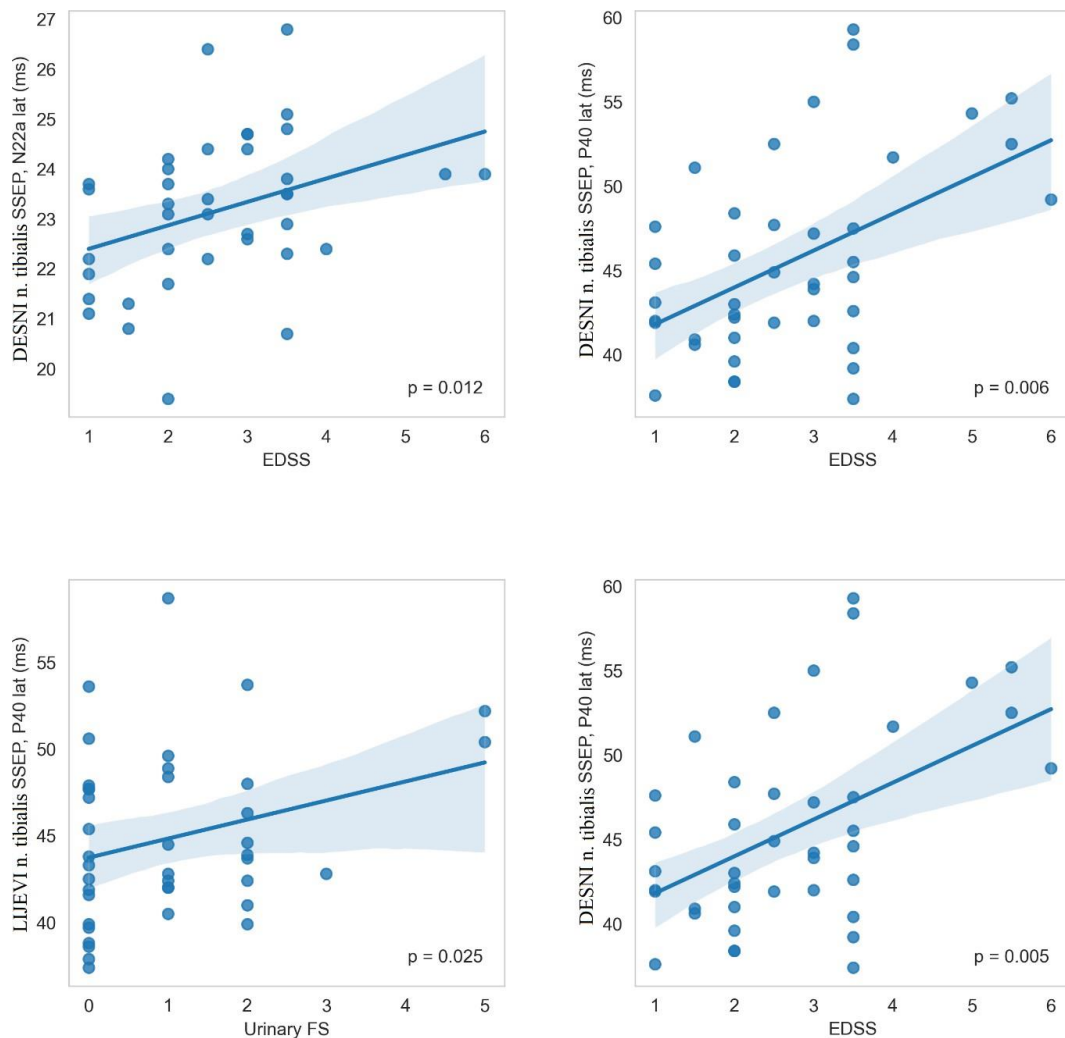 DESNI n. tibialis SSEP, N22a lat (ms)
27
26
25
24
23
22
21
20
p = 0.012
1 2 3 4 5 6
EDSS
DESNI n. tibialis SSEP, P40 lat (ms)
60
55
50
45
40
p = 0.006
1 2 3 4 5 6
EDSS
LIJEVI n. tibialis SSEP, P40 lat (ms)
55
50
45
40
p = 0.025
0 1 2 3 4 5
Urinary FS
DESNI n. tibialis SSEP, P40 lat (ms)
60
55
50
45
40
p = 0.005
1 2 3 4 5 6
EDSS